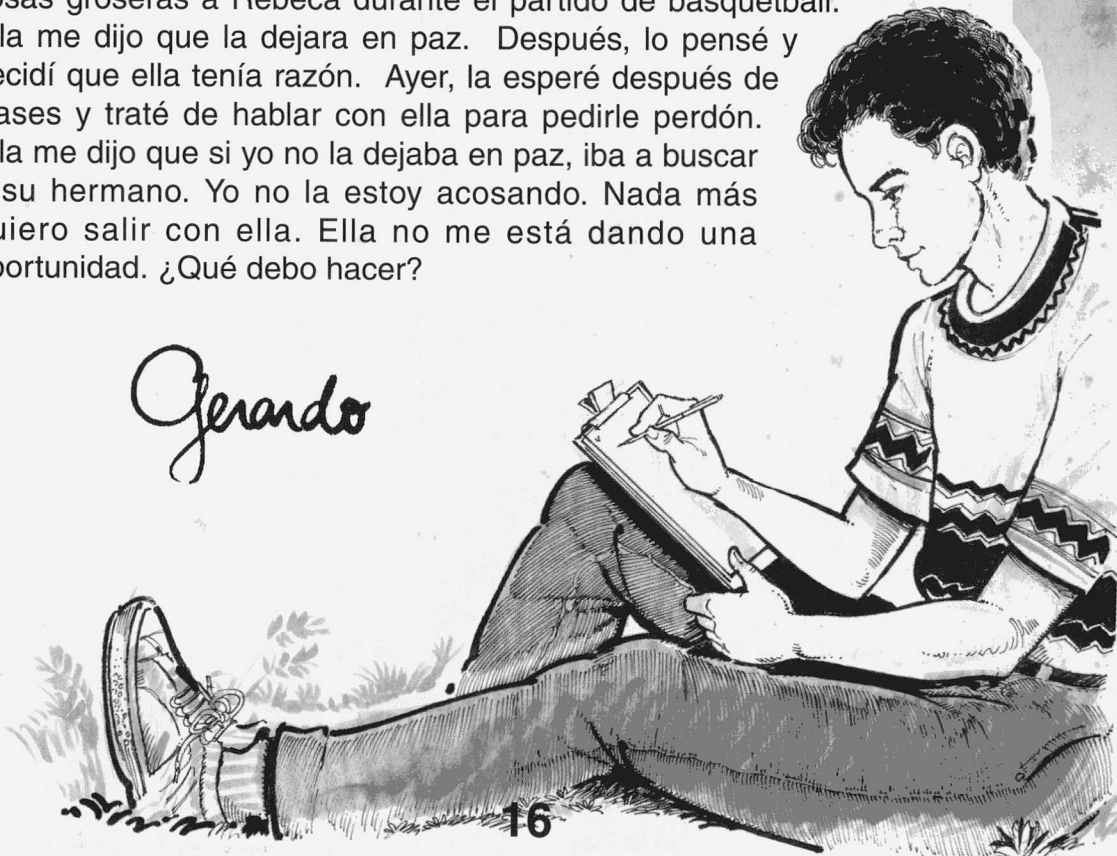 osas groseras a Rebeca durante el partido de básquetball.
la me dijo que la dejara en paz. Después, lo pensé y
ecidí que ella tenía razón. Ayer, la esperé después de
ases y traté de hablar con ella para pedirle perdón.
la me dijo que si yo no la dejaba en paz, iba a buscar
su hermano. Yo no la estoy acosando. Nada más
uiero salir con ella. Ella no me está dando una
portunidad. ¿Qué debo hacer?
Gerardo
16